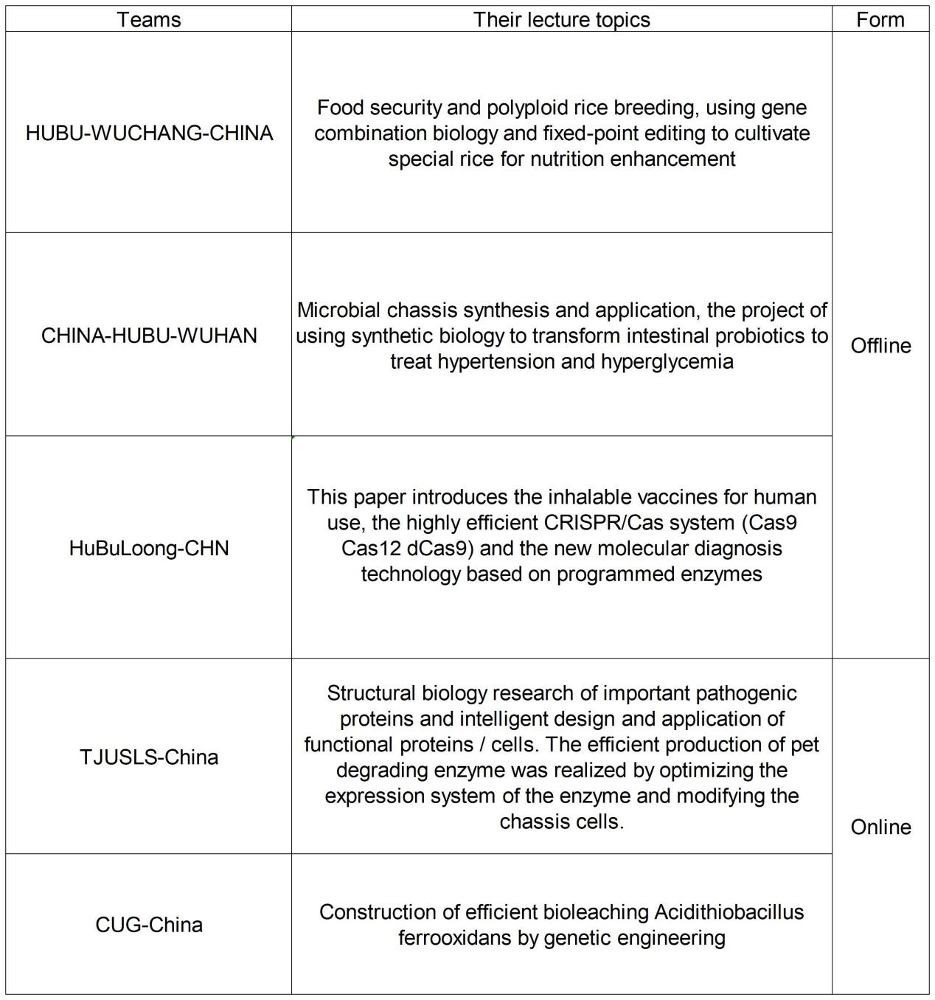 Teams
Their lecture topics
Form
HUBU-WUCHANG-CHINA
Food security and polyploid rice breeding, using gene
combination biology and fixed-point editing to cultivate
special rice for nutrition enhancement
CHINA-HUBU-WUHAN
Microbial chassis synthesis and application, the project of
using synthetic biology to transform intestinal probiotics to
treat hypertension and hyperglycemia
Offline
HuBuLoong-CHN
This paper introduces the inhalable vaccines for human
use, the highly efficient CRISPR/Cas system (Cas9
Cas12 dCas9) and the new molecular diagnosis
technology based on programmed enzymes
TJUSLS-China
Structural biology research of important pathogenic
proteins and intelligent design and application of
functional proteins / cells. The efficient production of pet
degrading enzyme was realized by optimizing the
expression system of the enzyme and modifying the
chassis cells.
Online
CUG-China
Construction of efficient bioleaching Acidithiobacillus
ferrooxidans by genetic engineering